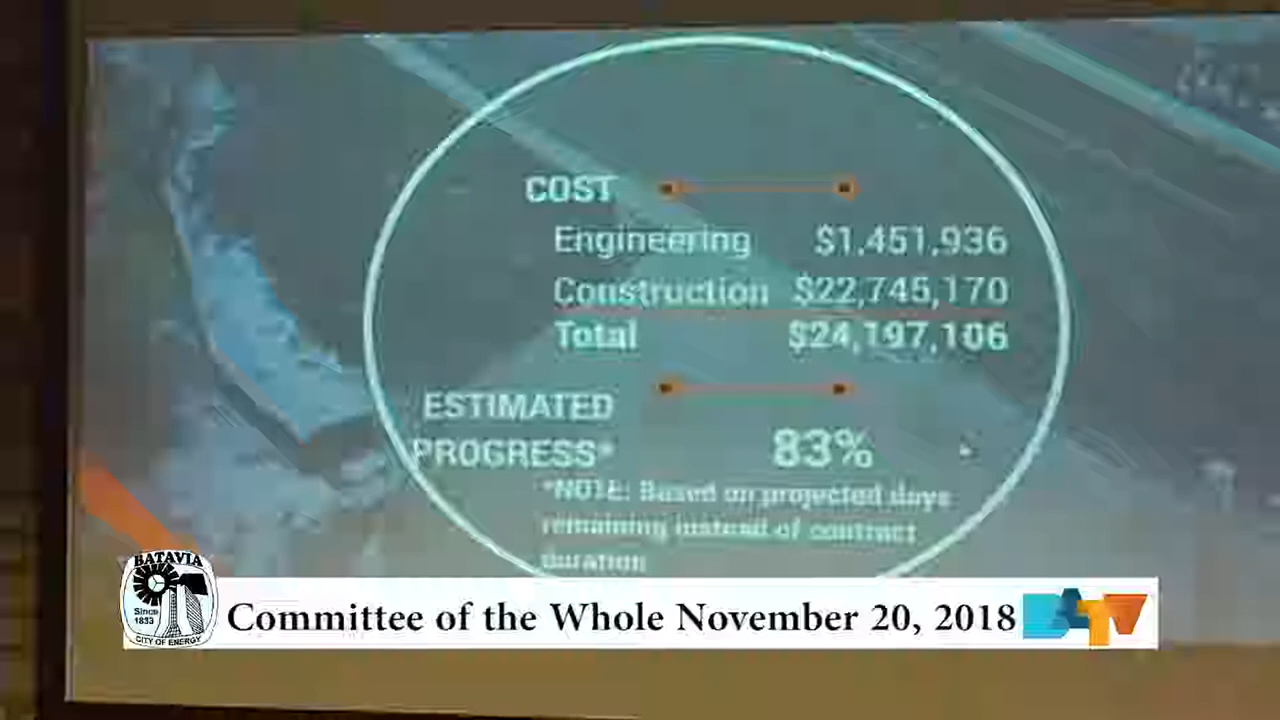 COST
Engineering $1,451,936
Construction $22,745,170
Total $24,197,106
ESTIMATED
PROGRESS* 83%
*NOTE: Based on projected days
remaining instead of contract
duration
BATAVIA
Since
1833
CITY OF ENERGY
Committee of the Whole November 20, 2018
BATV